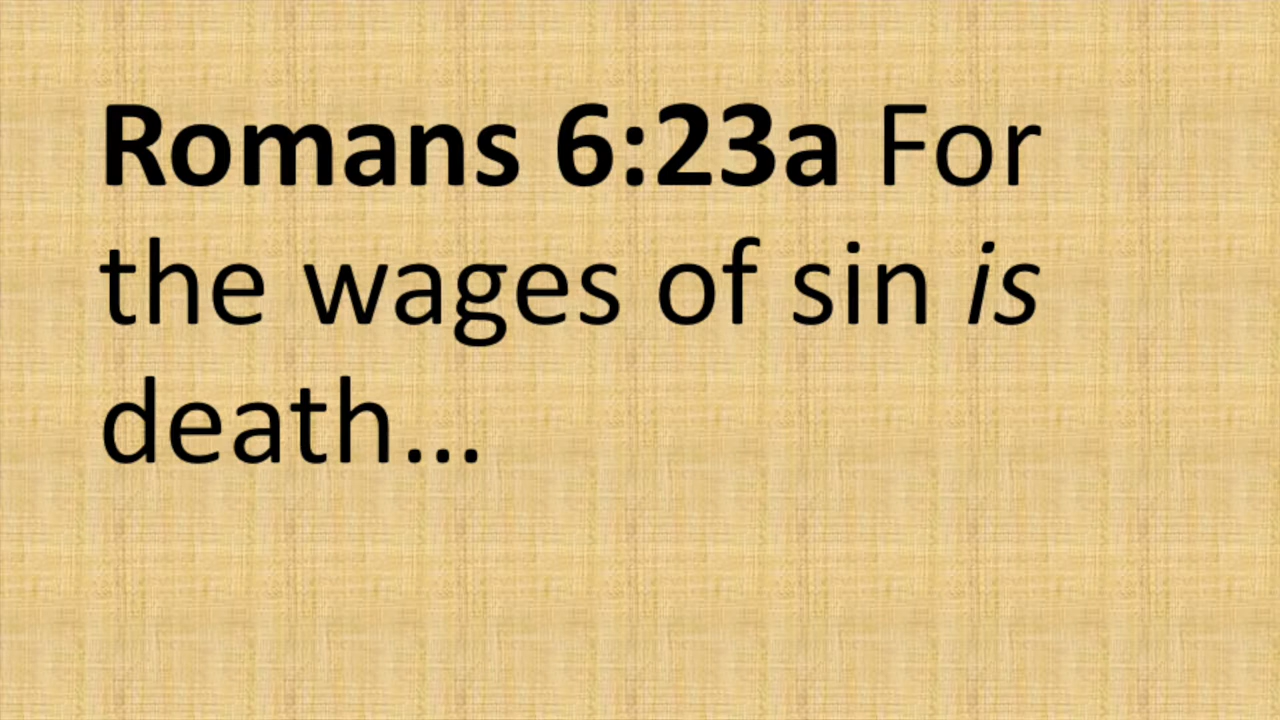 Romans 6:23a For
the wages of sin is
death...